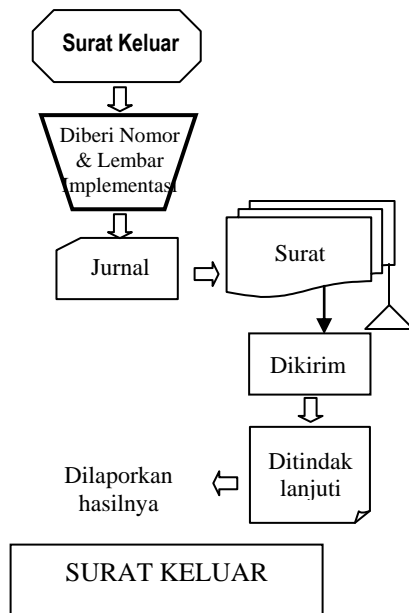 Surat Keluar
Diberi Nomor
& Lembar
Implementasi
Jurnal
Surat
Dikirim
Ditindak
lanjuti
Dilaporkan
hasilnya
SURAT KELUAR